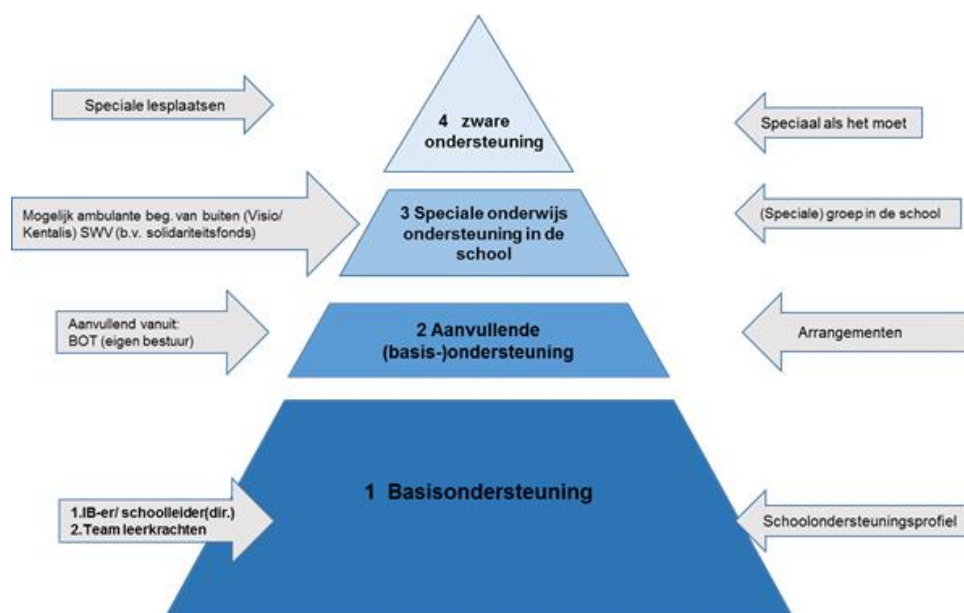 4 zware
ondersteuning
Speciale lesplaatsen
Speciaal als het moet
3 Speciale onderwijs
ondersteuning in de
school
Mogelijk ambulante beg. van buiten (Visio/
Kentalis) SWV (b.v. solidariteitsfonds)
(Speciale) groep in de school
2 Aanvullende
(basis-)ondersteuning
Aanvullend vanuit:
BOT (eigen bestuur)
Arrangementen
1 Basisondersteuning
1.IB-er/ schoolleider(dir.)
2.Team leerkrachten
Schoolondersteuningsprofiel